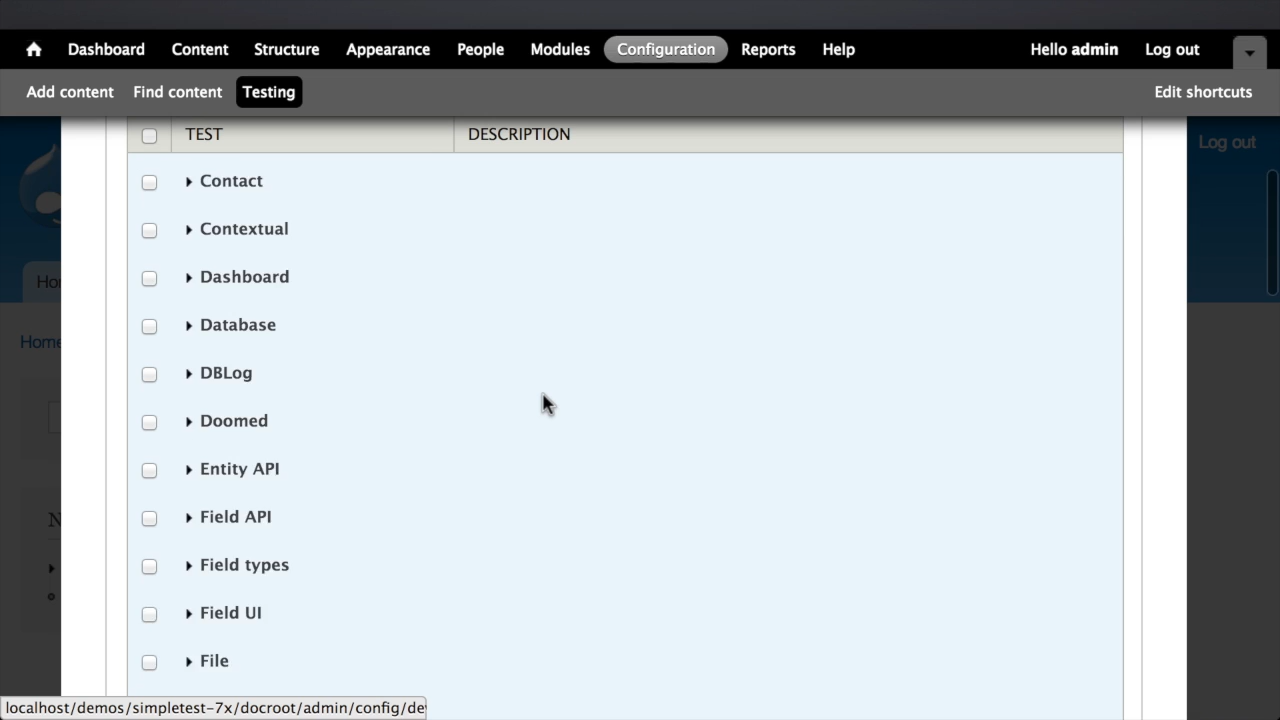 Dashboard Content Structure Appearance People Modules Configuration Reports Help Hello admin Log out
Add content Find content Testing Edit shortcuts
TEST DESCRIPTION
Log out
Contact
Contextual
Dashboard
Database
DBLog
Doomed
Entity API
Field API
Field types
Field UI
File
Home
localhost/demos/simpletest-7x/docroot/admin/config/de